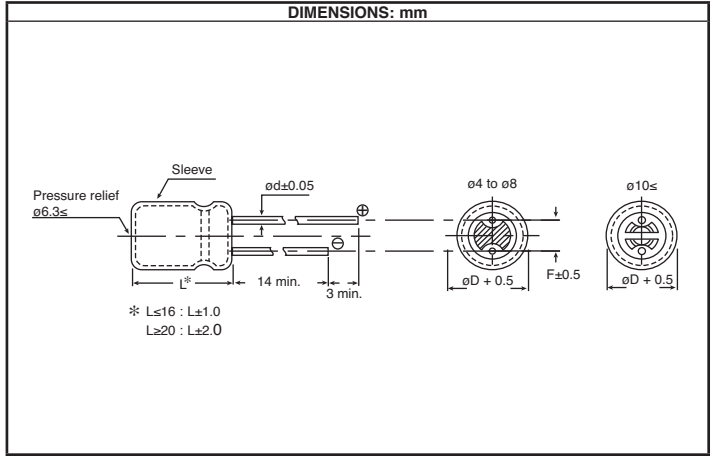 DIMENSIONS: mm
Sleeve
Pressure relief
ø6.3≤
ød±0.05
⊕
⊖
ø4 to ø8
ø10≤
L*
14 min.
3 min.
øD + 0.5
F±0.5
øD + 0.5
* L≤16 : L±1.0
L≥20 : L±2.0